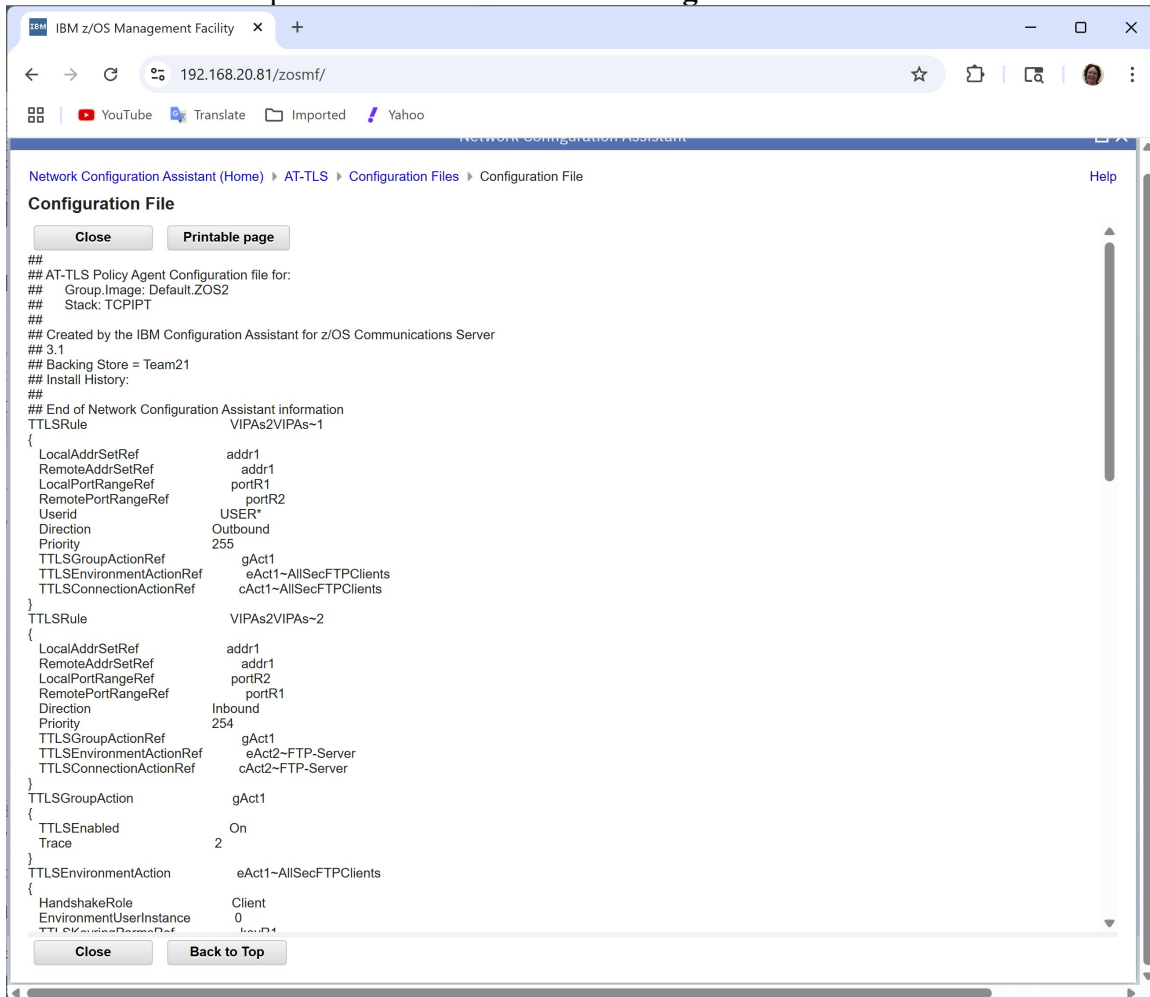 IBM z/OS Management Facility
192.168.20.81/zosmf/
YouTube Translate Imported Yahoo
Network Configuration Assistant
Network Configuration Assistant (Home) AT-TLS Configuration Files Configuration File Help
Configuration File
Close Printable page
##
## AT-TLS Policy Agent Configuration file for:
## Group.Image: Default.ZOS2
## Stack: TCPIPT
##
## Created by the IBM Configuration Assistant for z/OS Communications Server
## 3.1
## Backing Store = Team21
## Install History:
##
## End of Network Configuration Assistant information
TTLSRule VIPAs2VIPAs~1
{
LocalAddrSetRef addr1
RemoteAddrSetRef addr1
LocalPortRangeRef portR1
RemotePortRangeRef portR2
Userid USER*
Direction Outbound
Priority 255
TTLSGroupActionRef gAct1
TTLSEnvironmentActionRef eAct1~AllSecFTPClients
TTLSConnectionActionRef cAct1~AllSecFTPClients
}
TTLSRule VIPAs2VIPAs~2
{
LocalAddrSetRef addr1
RemoteAddrSetRef addr1
LocalPortRangeRef portR2
RemotePortRangeRef portR1
Direction Inbound
Priority 254
TTLSGroupActionRef gAct1
TTLSEnvironmentActionRef eAct2~FTP-Server
TTLSConnectionActionRef cAct2~FTP-Server
}
TTLSGroupAction gAct1
{
TTLSEnabled On
Trace 2
}
TTLSEnvironmentAction eAct1~AllSecFTPClients
{
HandshakeRole Client
EnvironmentUserInstance 0
TTLSKeyringParmsRef keyR1
Close Back to Top